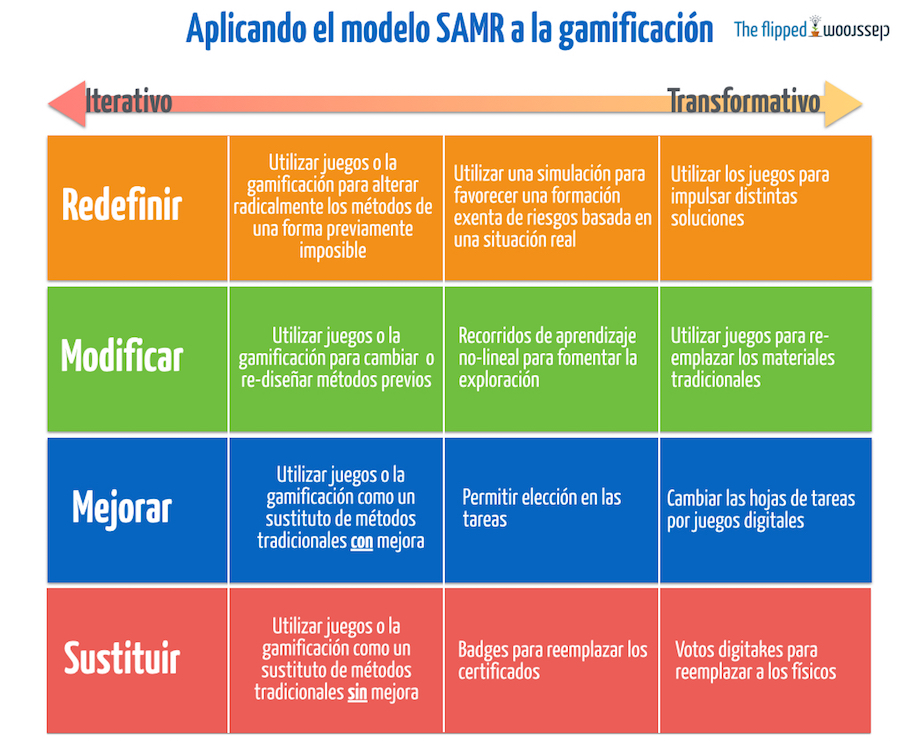 Aplicando el modelo SAMR a la gamificación
The flipped classroom
Iterativo
Transformativo
Redefinir
Utilizar juegos o la
gamificación para alterar
radicalmente los métodos de
una forma previamente
imposible
Utilizar una simulación para
favorecer una formación
exenta de riesgos basada en
una situación real
Utilizar los juegos para
impulsar distintas
soluciones
Modificar
Utilizar juegos o la
gamificación para cambiar o
re-diseñar métodos previos
Recorridos de aprendizaje
no-lineal para fomentar la
exploración
Utilizar juegos para re-
emplazar los materiales
tradicionales
Mejorar
Utilizar juegos o la
gamificación como un
sustituto de métodos
tradicionales con mejora
Permitir elección en las
tareas
Cambiar las hojas de tareas
por juegos digitales
Sustituir
Utilizar juegos o la
gamificación como un
sustituto de métodos
tradicionales sin mejora
Badges para reemplazar los
certificados
Votos digitakes para
reemplazar a los físicos